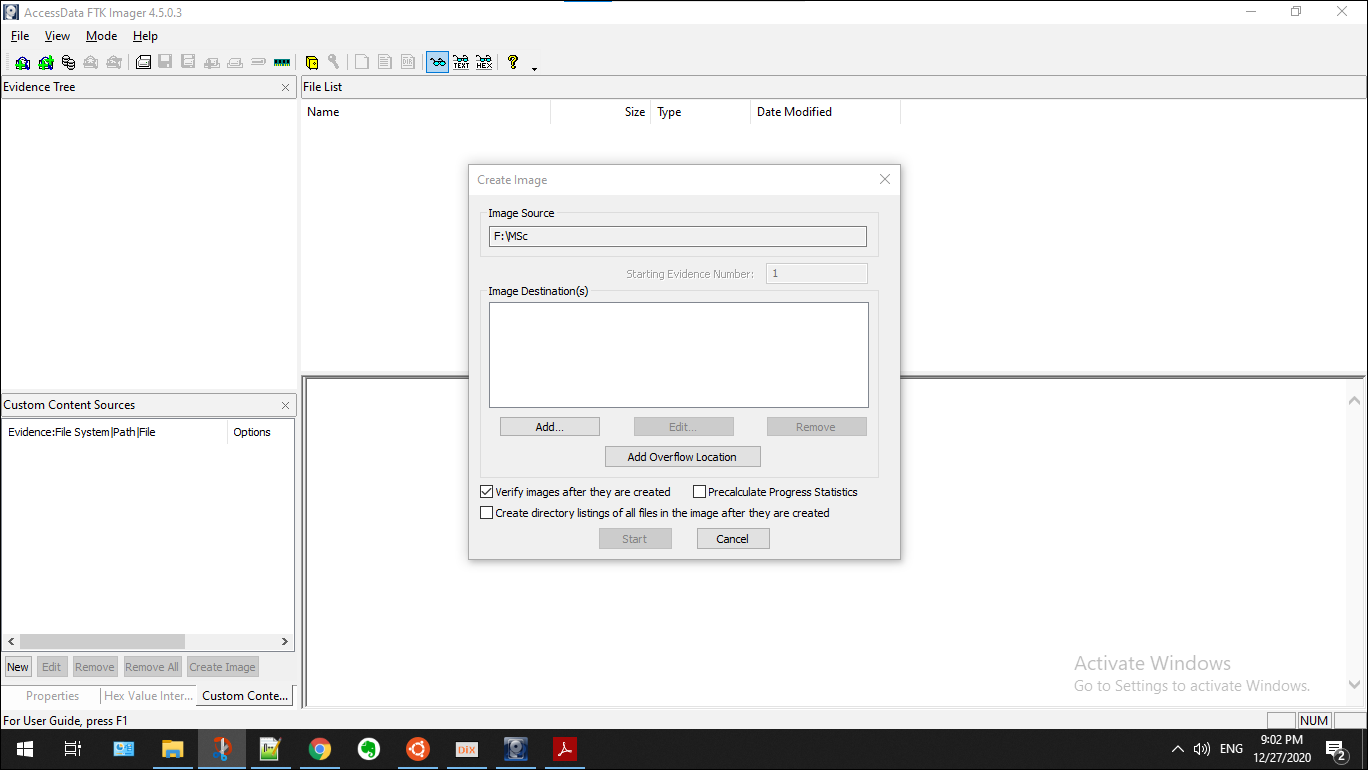 AccessData FTK Imager 4.5.0.3
File View Mode Help
TEXT HEX ?
Evidence Tree
File List
Name Size Type Date Modified
Create Image
Image Source
F:\MSc
Starting Evidence Number: 1
Image Destination(s)
Add... Edit... Remove
Add Overflow Location
Verify images after they are created Precalculate Progress Statistics
Create directory listings of all files in the image after they are created
Start Cancel
Custom Content Sources
Evidence:File System|Path|File Options
New Edit Remove Remove All Create Image
Properties Hex Value Inter... Custom Conte...
Activate Windows
Go to Settings to activate Windows.
For User Guide, press F1
NUM
DiX
ENG
9:02 PM
12/27/2020
2